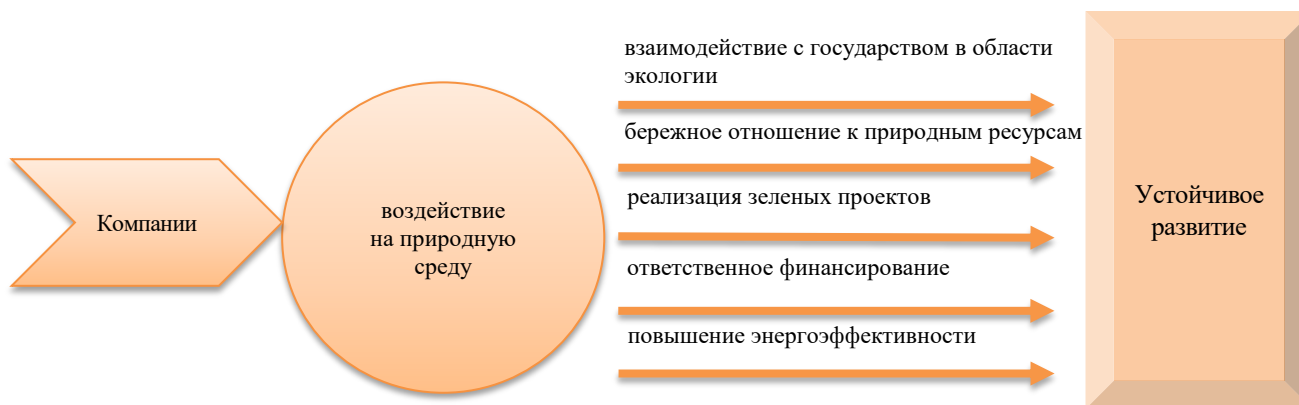 Компании
воздействие
на природную
среду
взаимодействие с государством в области
экологии
бережное отношение к природным ресурсам
реализация зеленых проектов
ответственное финансирование
повышение энергоэффективности
Устойчивое
развитие